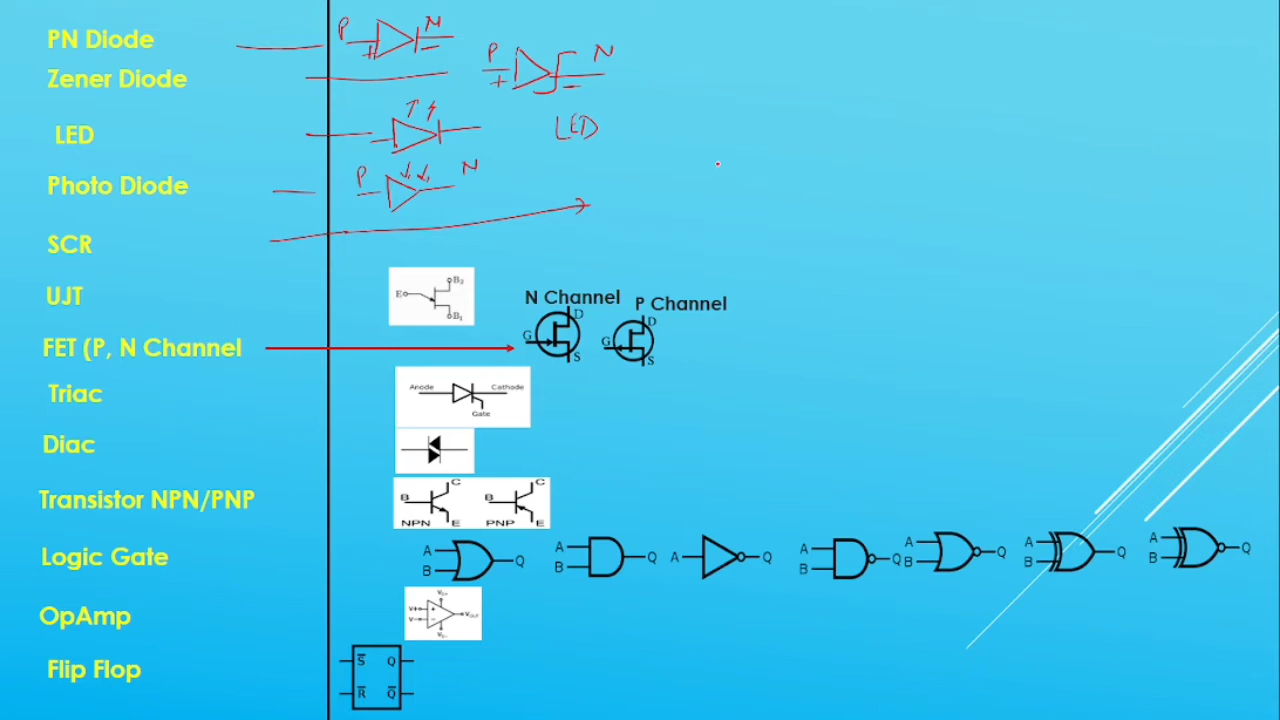 PN Diode
P N
+ −
Zener Diode
P N
+ −
LED
LED
Photo Diode
P N
SCR
UJT
E B₂
B₁
N Channel P Channel
FET (P, N Channel
G D S
G D S
Triac
Anode Cathode
Gate
Diac
Transistor NPN/PNP
B C E
NPN
B C E
PNP
Logic Gate
A B Q
A B Q
A Q
A B Q
A B Q
A B Q
A B Q
OpAmp
V+
V−
VOUT
Flip Flop
S̅ Q
R̅ Q̅